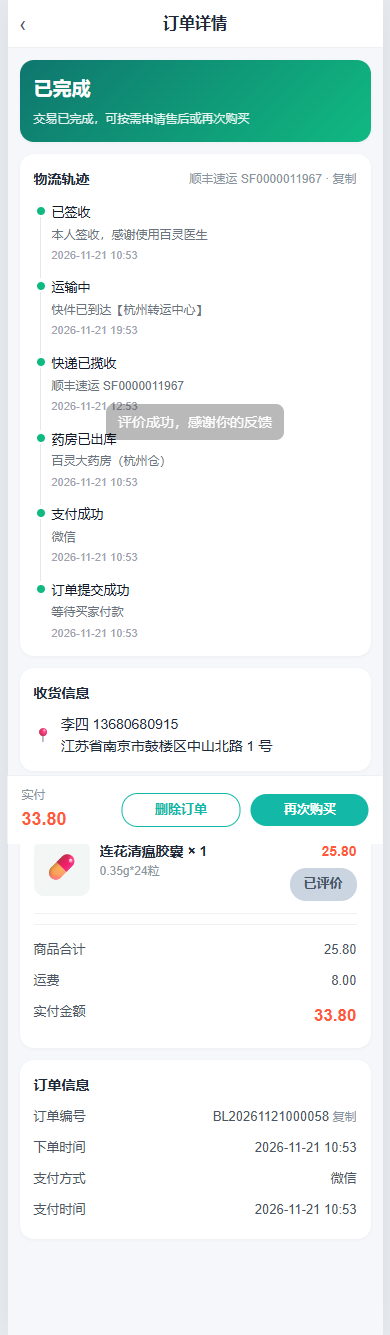 ‹ 订单详情
已完成
交易已完成，可按需申请售后或再次购买
物流轨迹 顺丰速运 SF0000011967 · 复制
已签收
本人签收，感谢使用百灵医生
2026-11-21 10:53
运输中
快件已到达【杭州转运中心】
2026-11-21 19:53
快递已揽收
顺丰速运 SF0000011967
2026-11-21 12:53
评价成功，感谢你的反馈
药房已出库
百灵大药房（杭州仓）
2026-11-21 10:53
支付成功
微信
2026-11-21 10:53
订单提交成功
等待买家付款
2026-11-21 10:53
收货信息
李四 13680680915
江苏省南京市鼓楼区中山北路 1 号
实付
33.80
删除订单
再次购买
连花清瘟胶囊 × 1 25.80
0.35g*24粒
已评价
商品合计 25.80
运费 8.00
实付金额 33.80
订单信息
订单编号 BL20261121000058 复制
下单时间 2026-11-21 10:53
支付方式 微信
支付时间 2026-11-21 10:53